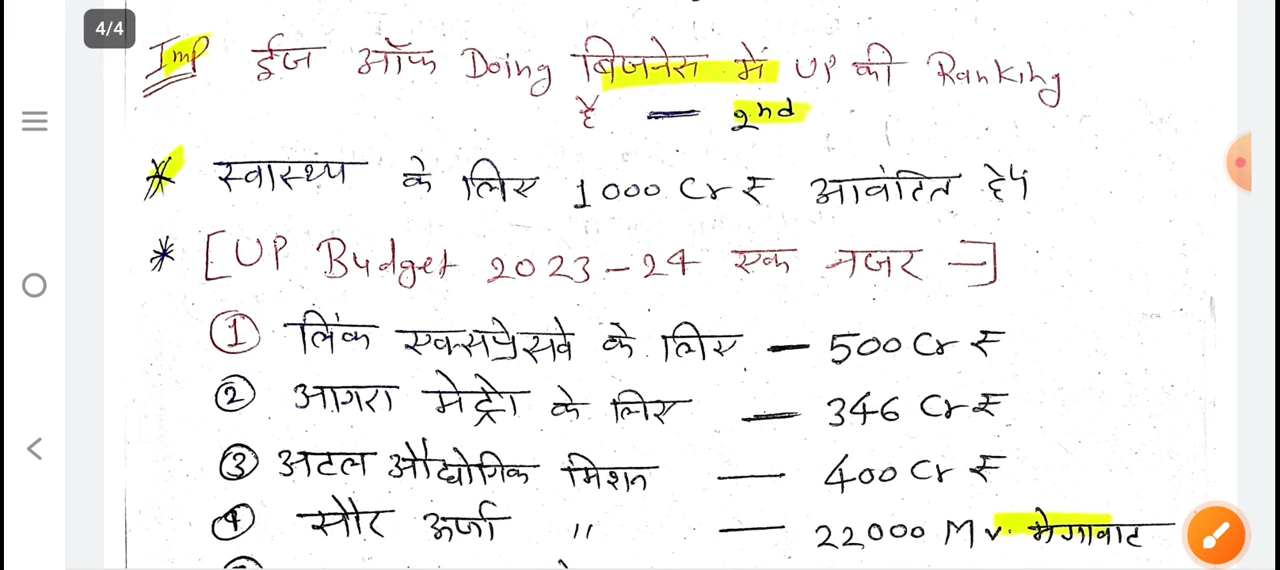 4/4
Imp ईज ऑफ Doing बिजनेस में UP की Ranking
है — 2nd
* स्वास्थ्य के लिए 1000 Cr ₹ आवंटित
* [UP Budget 2023-24 एक नजर -]
① लिंक एक्सप्रेसवे के लिए — 500 Cr ₹
② आगरा मेट्रो के लिए — 346 Cr ₹
③ अटल औद्योगिक मिशन — 400 Cr ₹
④ सौर ऊर्जा " — 22000 Mv. मेगावाट